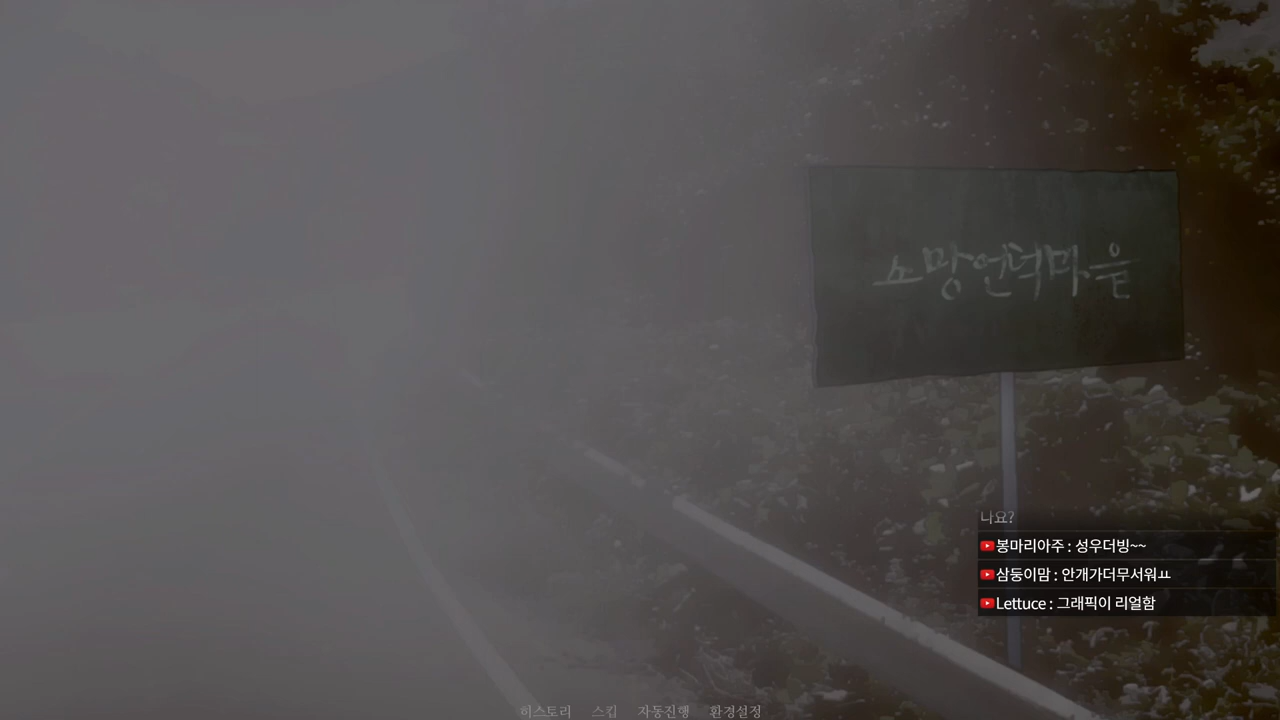 소망언덕마을
나요?
봉마리아주 : 성우더빙~~
삼둥이맘 : 안개가더무서워ㅛ
Lettuce : 그래픽이 리얼함
히스토리 스킵 자동진행 환경설정